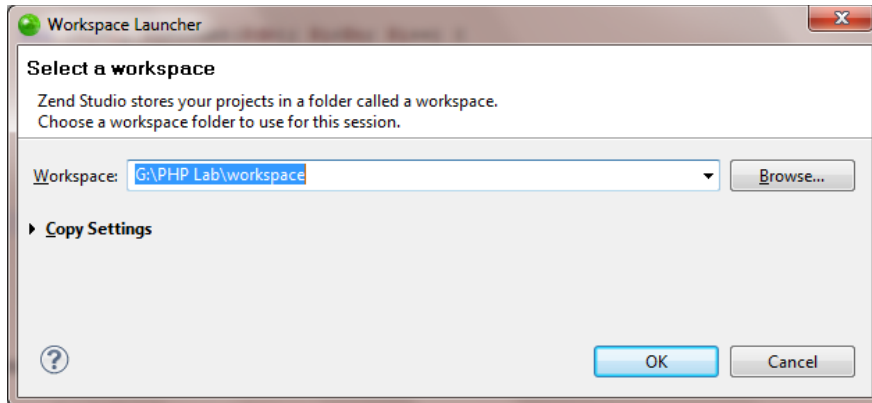 Workspace Launcher
Select a workspace
Zend Studio stores your projects in a folder called a workspace.
Choose a workspace folder to use for this session.
Workspace: G:\PHP Lab\workspace Browse...
Copy Settings
? OK Cancel